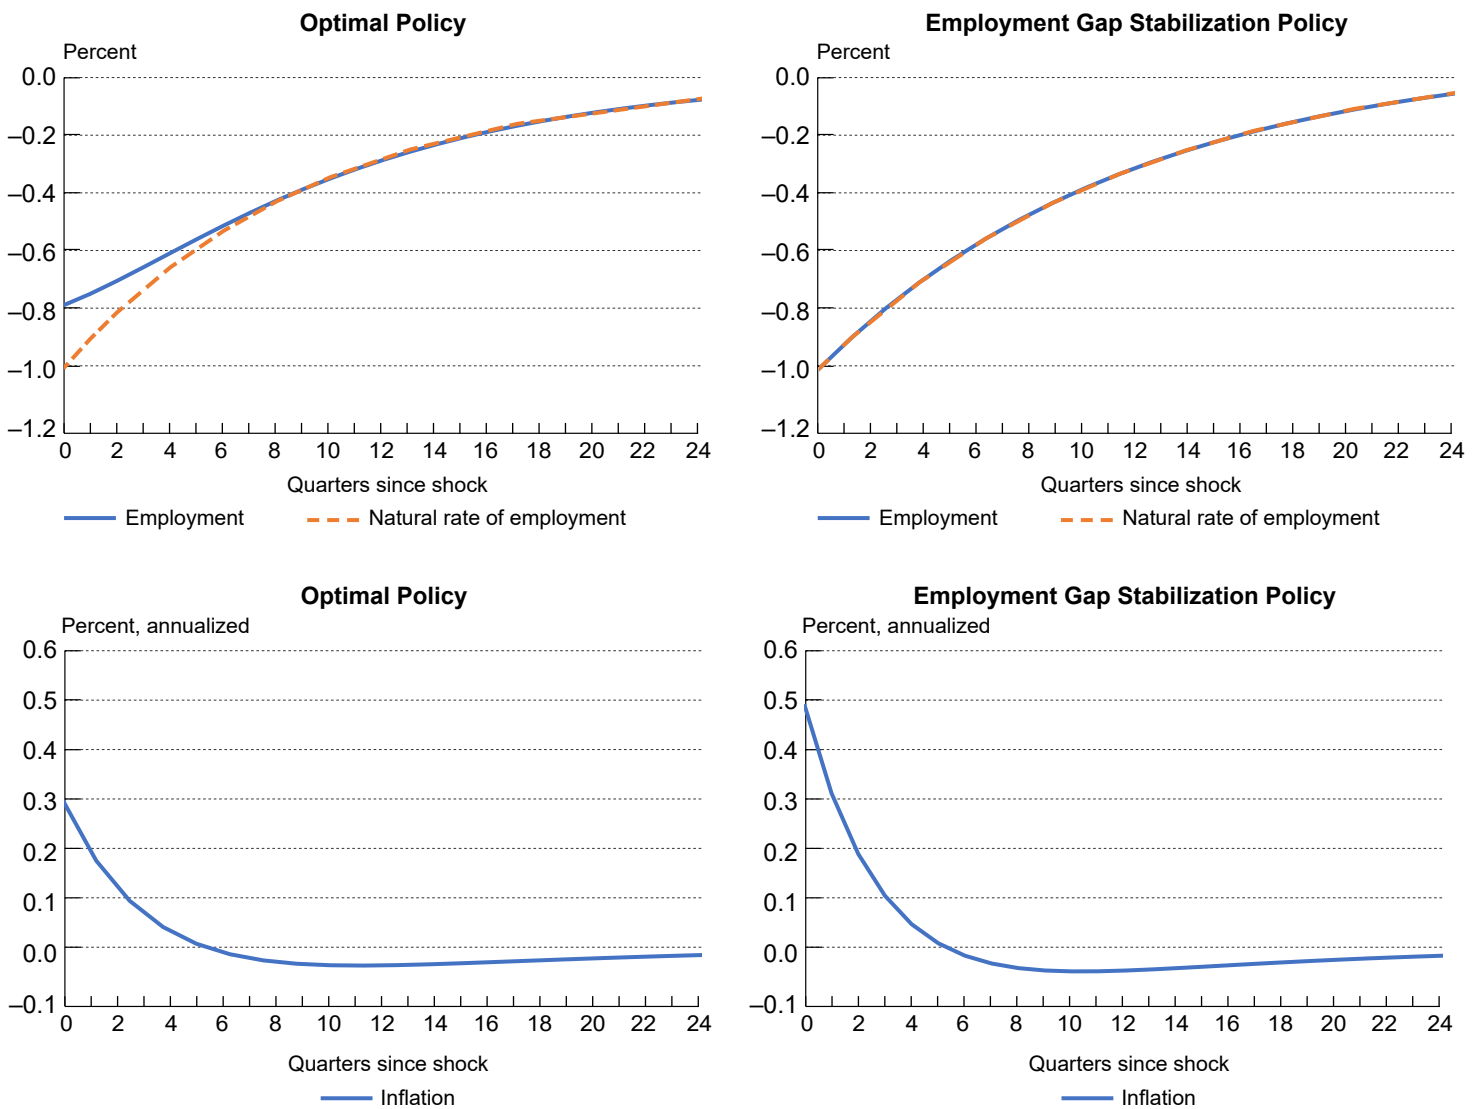 Optimal Policy
Percent
0.0
–0.2
–0.4
–0.6
–0.8
–1.0
–1.2
0 2 4 6 8 10 12 14 16 18 20 22 24
Quarters since shock
Employment Natural rate of employment
Employment Gap Stabilization Policy
Percent
0.0
–0.2
–0.4
–0.6
–0.8
–1.0
–1.2
0 2 4 6 8 10 12 14 16 18 20 22 24
Quarters since shock
Employment Natural rate of employment
Optimal Policy
Percent, annualized
0.6
0.5
0.4
0.3
0.2
0.1
0.0
–0.1
0 2 4 6 8 10 12 14 16 18 20 22 24
Quarters since shock
Inflation
Employment Gap Stabilization Policy
Percent, annualized
0.6
0.5
0.4
0.3
0.2
0.1
0.0
–0.1
0 2 4 6 8 10 12 14 16 18 20 22 24
Quarters since shock
Inflation